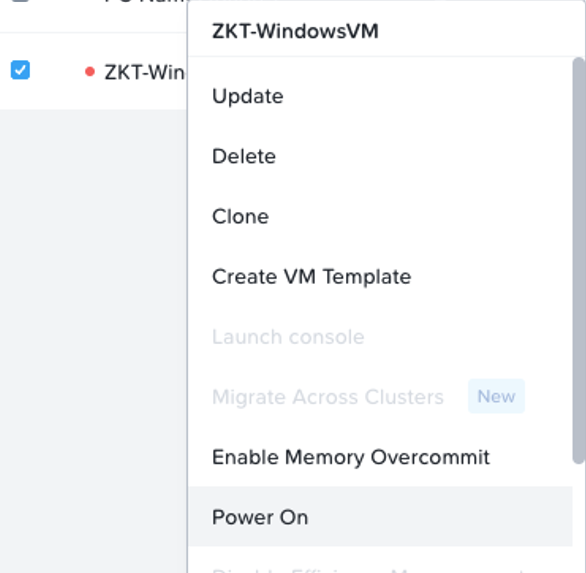 ZKT-WindowsVM
ZKT-Win
Update
Delete
Clone
Create VM Template
Launch console
Migrate Across Clusters New
Enable Memory Overcommit
Power On